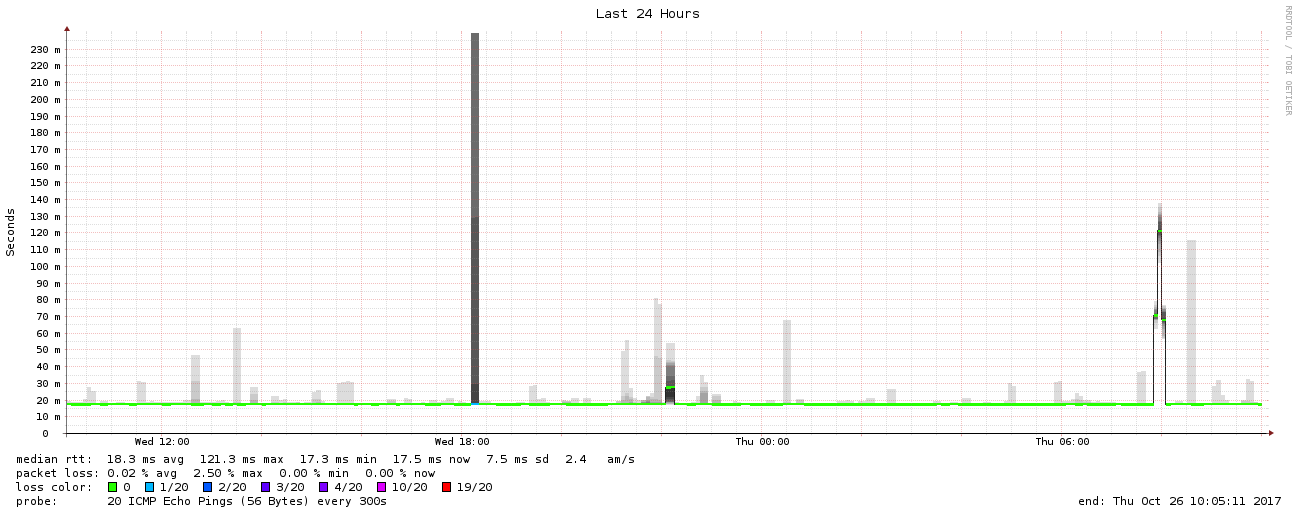 Last 24 Hours
RRDTOOL / TOBI OETIKER
Seconds
230 m
220 m
210 m
200 m
190 m
180 m
170 m
160 m
150 m
140 m
130 m
120 m
110 m
100 m
90 m
80 m
70 m
60 m
50 m
40 m
30 m
20 m
10 m
0
Wed 12:00 Wed 18:00 Thu 00:00 Thu 06:00
median rtt: 18.3 ms avg 121.3 ms max 17.3 ms min 17.5 ms now 7.5 ms sd 2.4 am/s
packet loss: 0.02 % avg 2.50 % max 0.00 % min 0.00 % now
loss color: 0 1/20 2/20 3/20 4/20 10/20 19/20
probe: 20 ICMP Echo Pings (56 Bytes) every 300s end: Thu Oct 26 10:05:11 2017